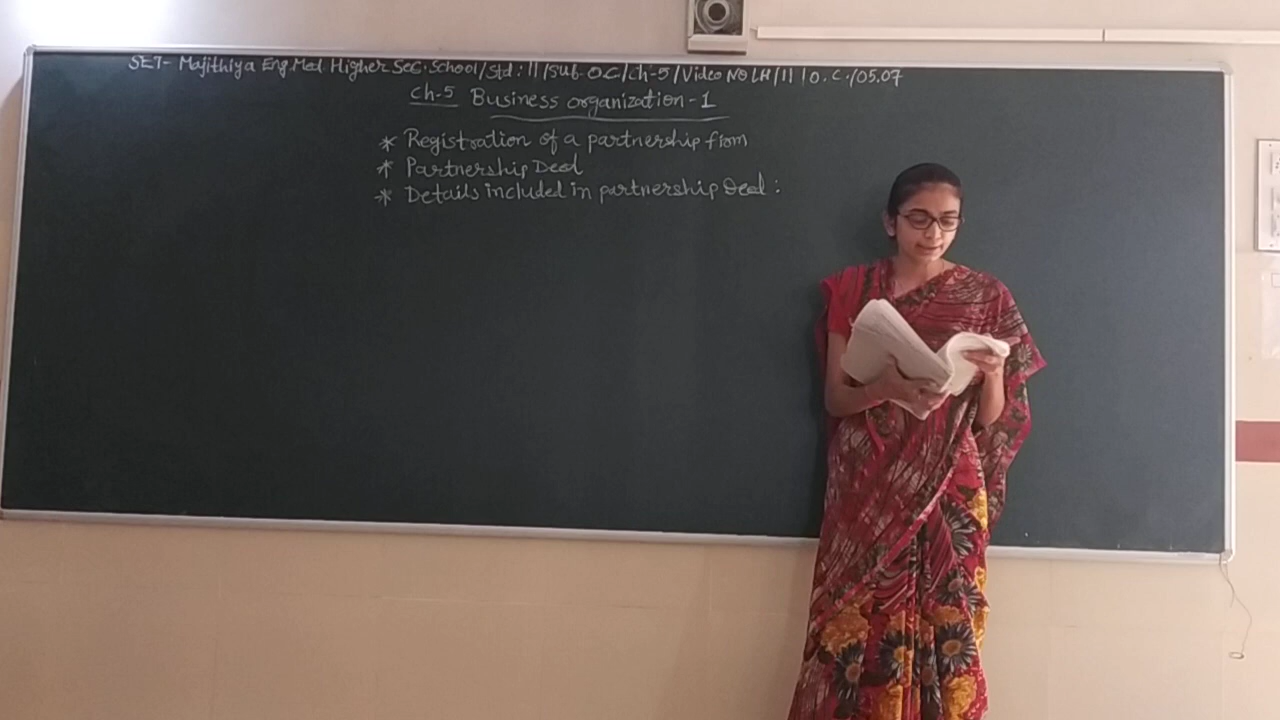 SET- Majithiya Eng.Med Higher Sec. School/Std: 11/Sub-O.C/ch-5/Video No LH/11/O.C./05.07
Ch-5 Business organization-1
* Registration of a partnership firm
* Partnership Deed
* Details included in partnership Deed: